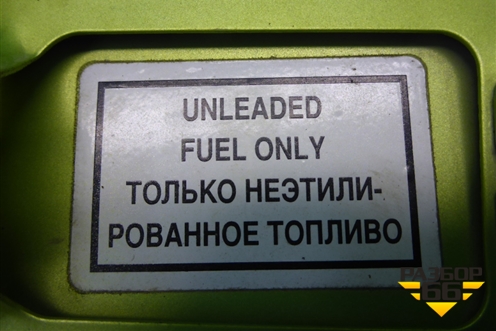 UNLEADED
FUEL ONLY
ТОЛЬКО НЕЭТИЛИ-
РОВАННОЕ ТОПЛИВО
РАЗБОР
66